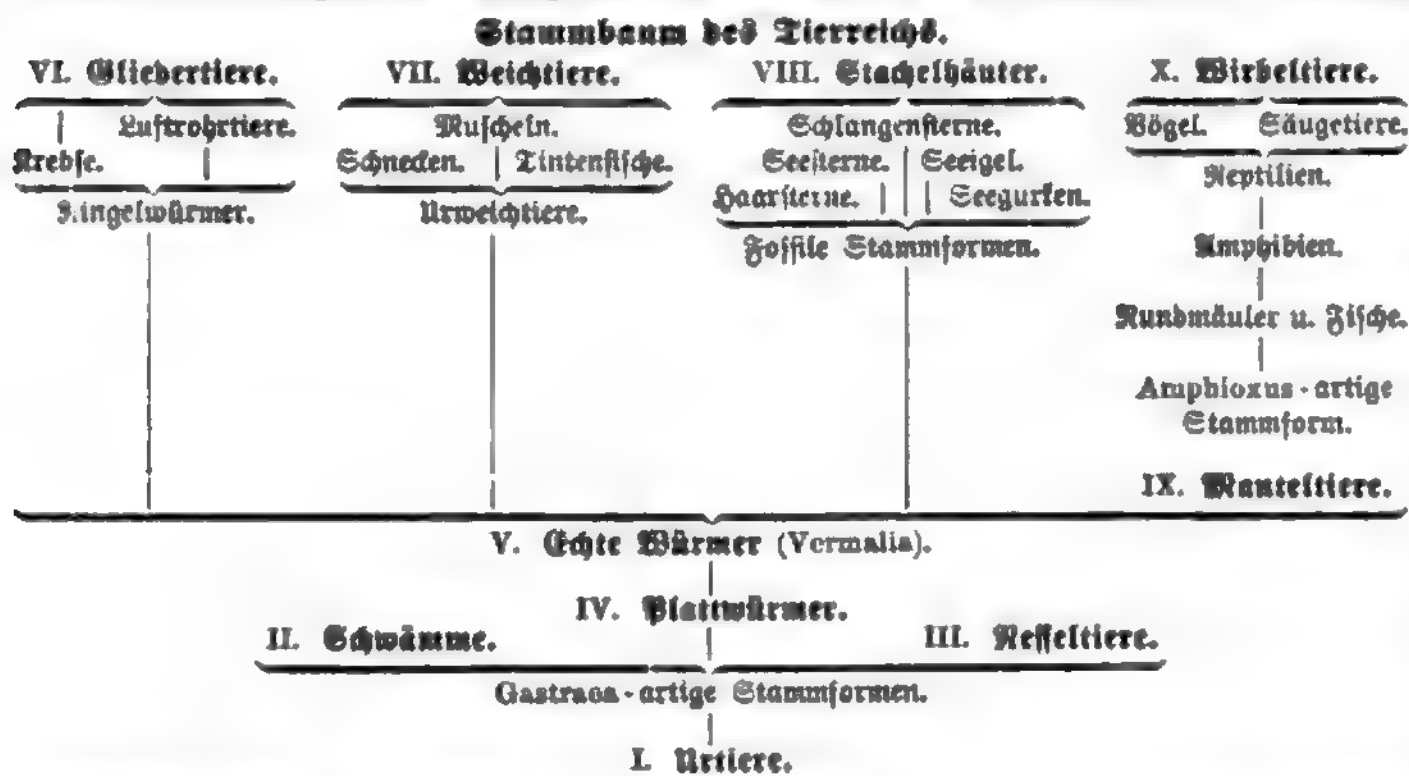 Stammbaum des Tierreichs.
VI. Gliedertiere. VII. Weichtiere. VIII. Stachelhäuter. X. Wirbeltiere.
Luftrohrtiere. Muscheln. Schlangensterne. Vögel. Säugetiere.
Krebse. Schnecken. Tintenfische. Seesterne. Seeigel. Reptilien.
Ringelwürmer. Urweichtiere. Haarsterne. Seegurken.
Fossile Stammformen. Amphibien.
Rundmäuler u. Fische.
Amphioxus-artige
Stammform.
IX. Manteltiere.
V. Echte Würmer (Vermalia).
IV. Plattwürmer.
II. Schwämme. III. Nesseltiere.
Gastraea-artige Stammformen.
I. Urtiere.